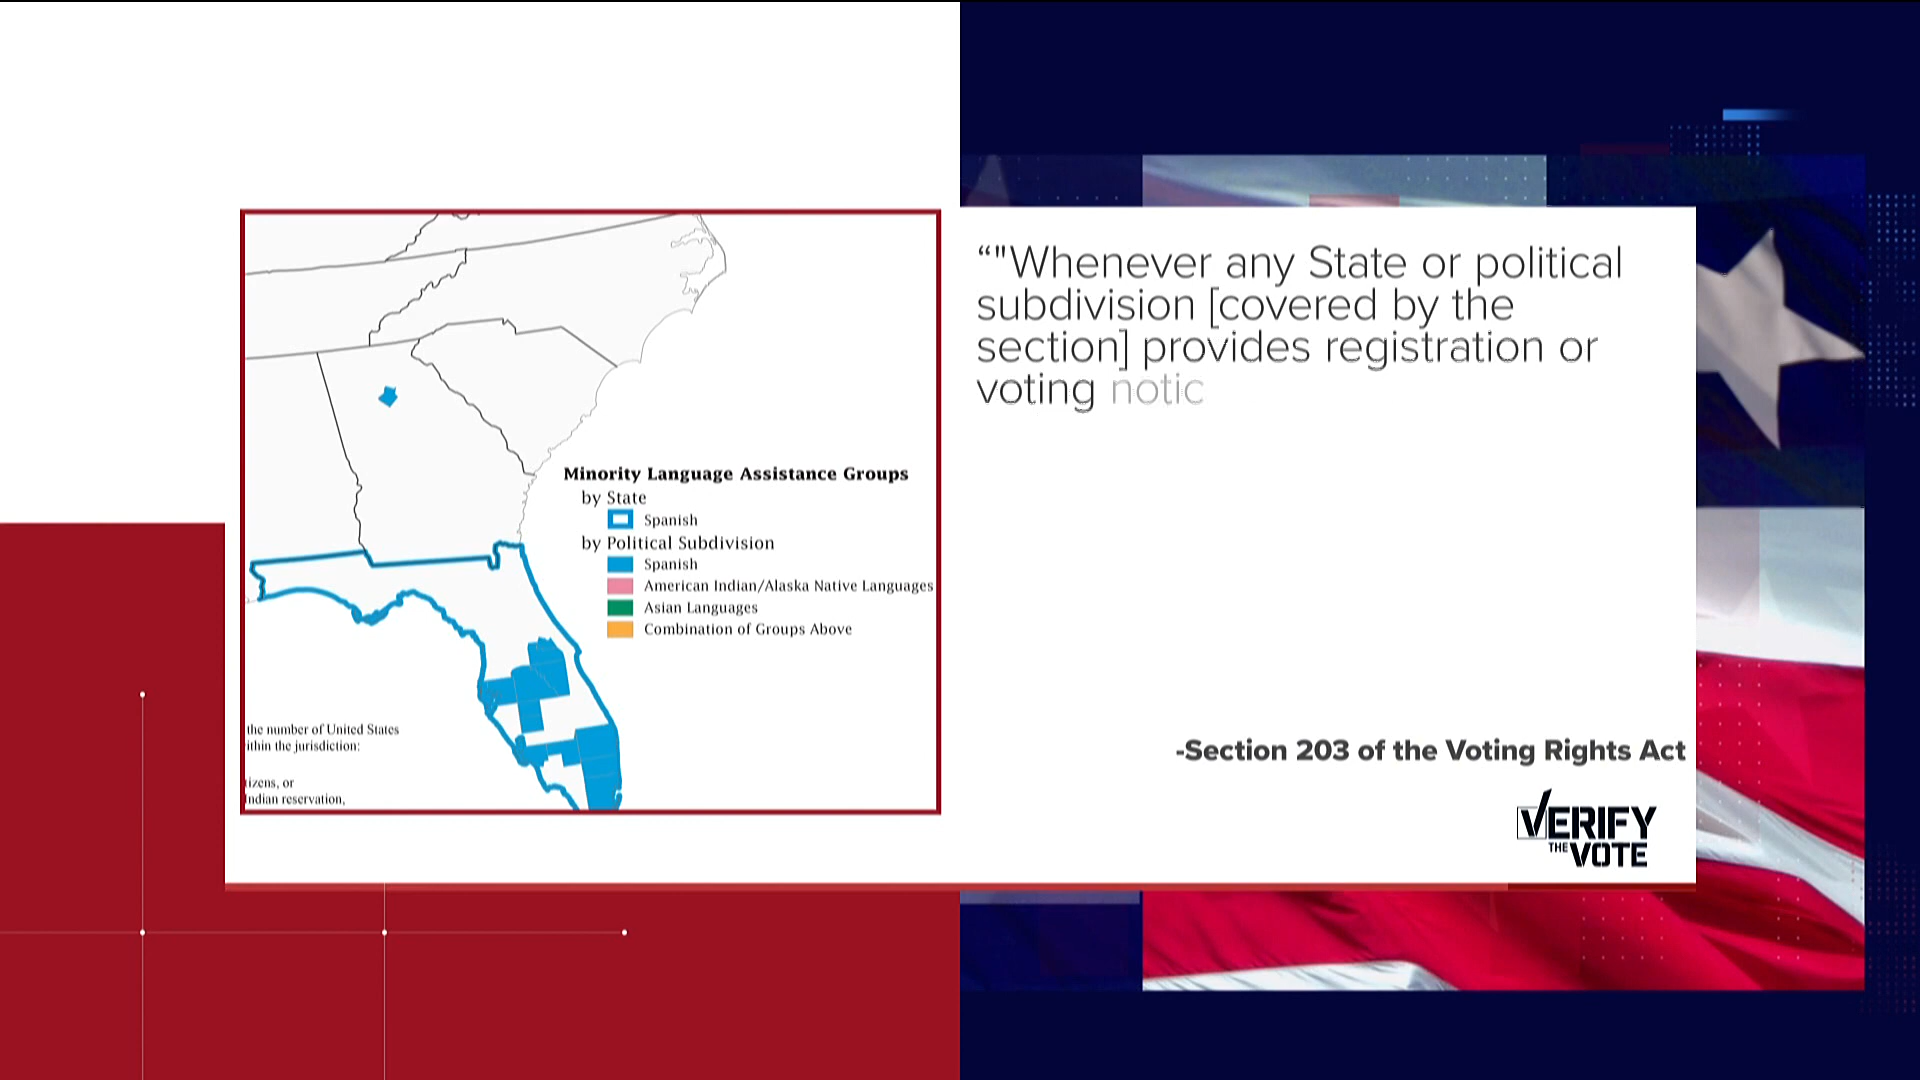 “"Whenever any State or political
subdivision [covered by the
section] provides registration or
voting notic
-Section 203 of the Voting Rights Act
VERIFY
THE VOTE
Minority Language Assistance Groups
by State
Spanish
by Political Subdivision
Spanish
American Indian/Alaska Native Languages
Asian Languages
Combination of Groups Above
the number of United States
ithin the jurisdiction:
izens, or
Indian reservation,